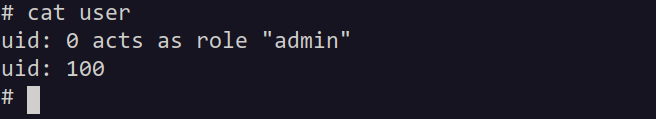 # cat user
uid: 0 acts as role "admin"
uid: 100
#